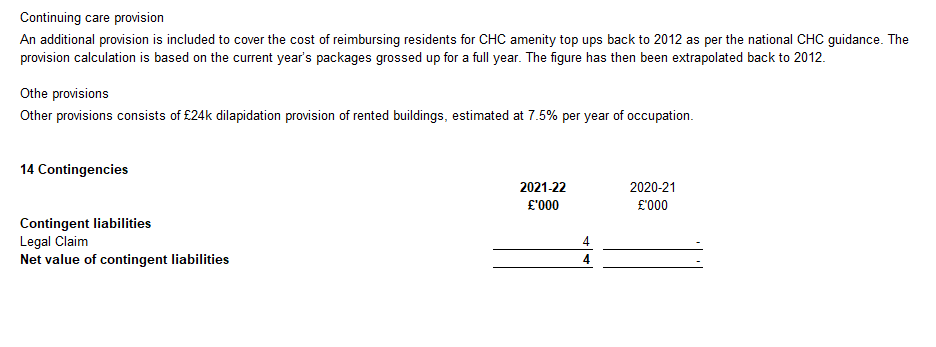 Continuing care provision
An additional provision is included to cover the cost of reimbursing residents for CHC amenity top ups back to 2012 as per the national CHC guidance. The
provision calculation is based on the current year's packages grossed up for a full year. The figure has then been extrapolated back to 2012.
Othe provisions
Other provisions consists of £24k dilapidation provision of rented buildings, estimated at 7.5% per year of occupation.
14 Contingencies
2021-22 2020-21
£'000 £'000
Contingent liabilities
Legal Claim 4 -
Net value of contingent liabilities 4 -